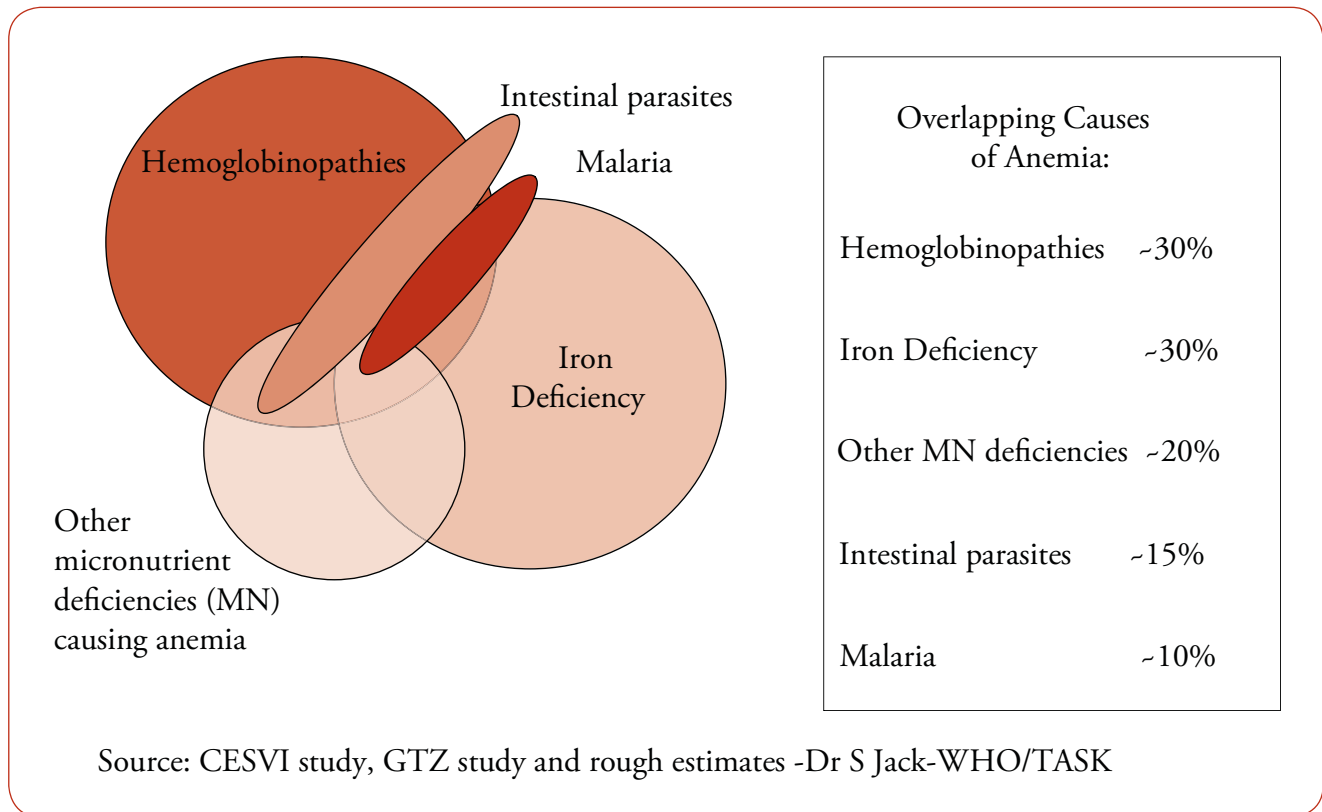 Intestinal parasites
Malaria
Hemoglobinopathies
Iron
Deficiency
Other
micronutrient
deficiencies (MN)
causing anemia
Overlapping Causes
of Anemia:
Hemoglobinopathies ~30%
Iron Deficiency ~30%
Other MN deficiencies ~20%
Intestinal parasites ~15%
Malaria ~10%
Source: CESVI study, GTZ study and rough estimates -Dr S Jack-WHO/TASK